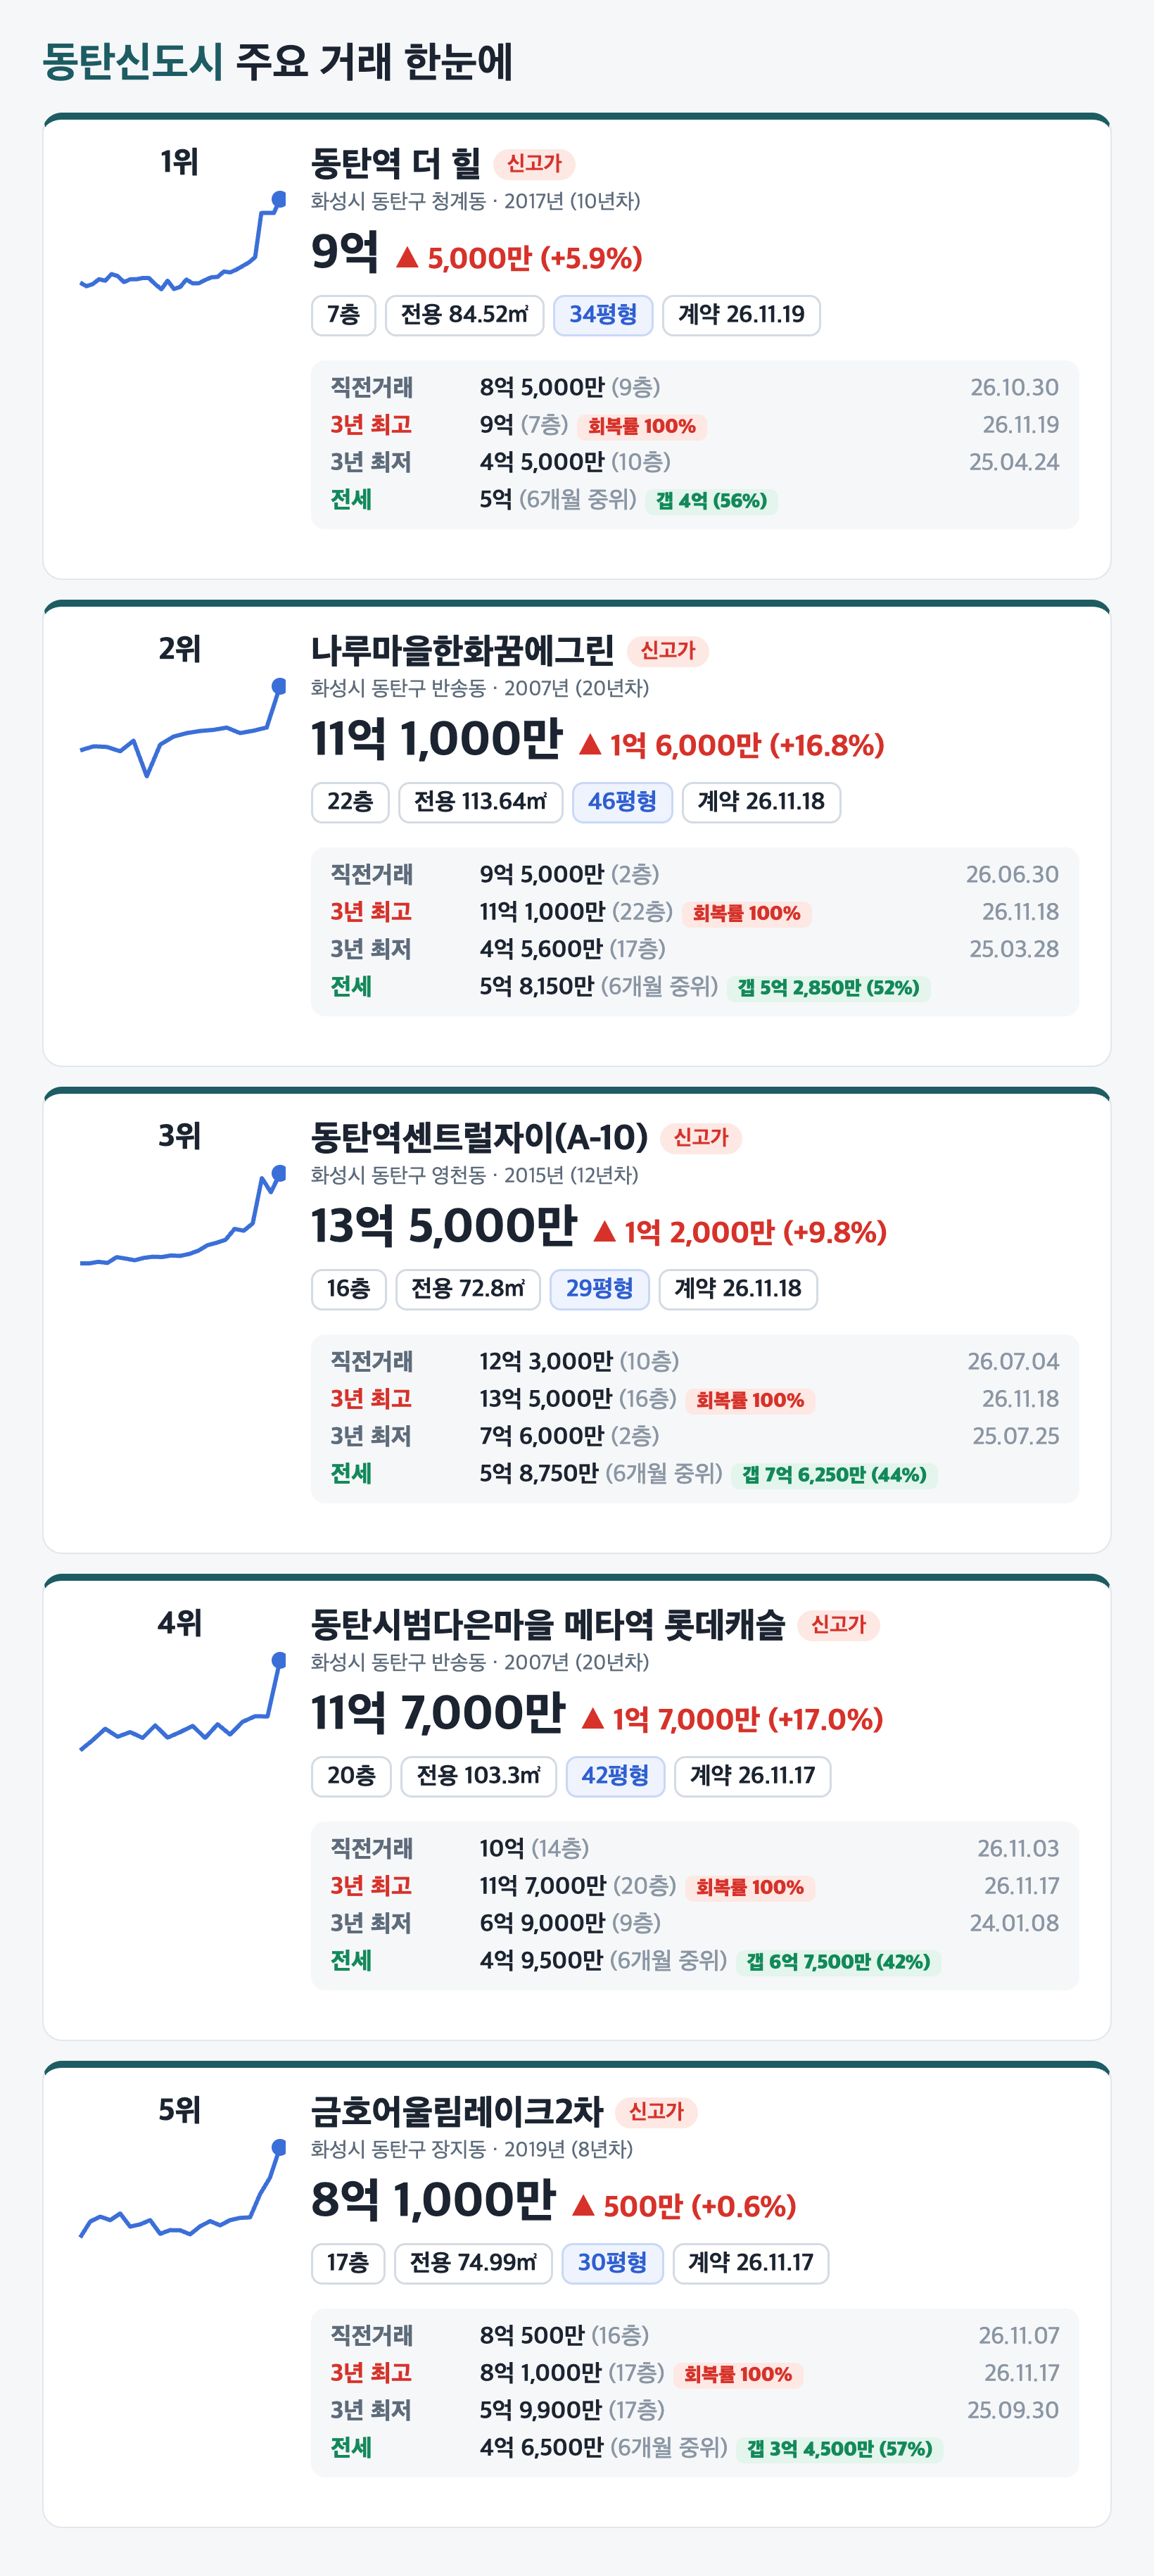 동탄신도시 주요 거래 한눈에
1위
동탄역 더 힐 신고가
화성시 동탄구 청계동 · 2017년 (10년차)
9억 ▲ 5,000만 (+5.9%)
7층 전용 84.52㎡ 34평형 계약 26.11.19
직전거래 8억 5,000만 (9층) 26.10.30
3년 최고 9억 (7층) 회복률 100% 26.11.19
3년 최저 4억 5,000만 (10층) 25.04.24
전세 5억 (6개월 중위) 갭 4억 (56%)
2위
나루마을한화꿈에그린 신고가
화성시 동탄구 반송동 · 2007년 (20년차)
11억 1,000만 ▲ 1억 6,000만 (+16.8%)
22층 전용 113.64㎡ 46평형 계약 26.11.18
직전거래 9억 5,000만 (2층) 26.06.30
3년 최고 11억 1,000만 (22층) 회복률 100% 26.11.18
3년 최저 4억 5,600만 (17층) 25.03.28
전세 5억 8,150만 (6개월 중위) 갭 5억 2,850만 (52%)
3위
동탄역센트럴자이(A-10) 신고가
화성시 동탄구 영천동 · 2015년 (12년차)
13억 5,000만 ▲ 1억 2,000만 (+9.8%)
16층 전용 72.8㎡ 29평형 계약 26.11.18
직전거래 12억 3,000만 (10층) 26.07.04
3년 최고 13억 5,000만 (16층) 회복률 100% 26.11.18
3년 최저 7억 6,000만 (2층) 25.07.25
전세 5억 8,750만 (6개월 중위) 갭 7억 6,250만 (44%)
4위
동탄시범다은마을 메타역 롯데캐슬 신고가
화성시 동탄구 반송동 · 2007년 (20년차)
11억 7,000만 ▲ 1억 7,000만 (+17.0%)
20층 전용 103.3㎡ 42평형 계약 26.11.17
직전거래 10억 (14층) 26.11.03
3년 최고 11억 7,000만 (20층) 회복률 100% 26.11.17
3년 최저 6억 9,000만 (9층) 24.01.08
전세 4억 9,500만 (6개월 중위) 갭 6억 7,500만 (42%)
5위
금호어울림레이크2차 신고가
화성시 동탄구 장지동 · 2019년 (8년차)
8억 1,000만 ▲ 500만 (+0.6%)
17층 전용 74.99㎡ 30평형 계약 26.11.17
직전거래 8억 500만 (16층) 26.11.07
3년 최고 8억 1,000만 (17층) 회복률 100% 26.11.17
3년 최저 5억 9,900만 (17층) 25.09.30
전세 4억 6,500만 (6개월 중위) 갭 3억 4,500만 (57%)